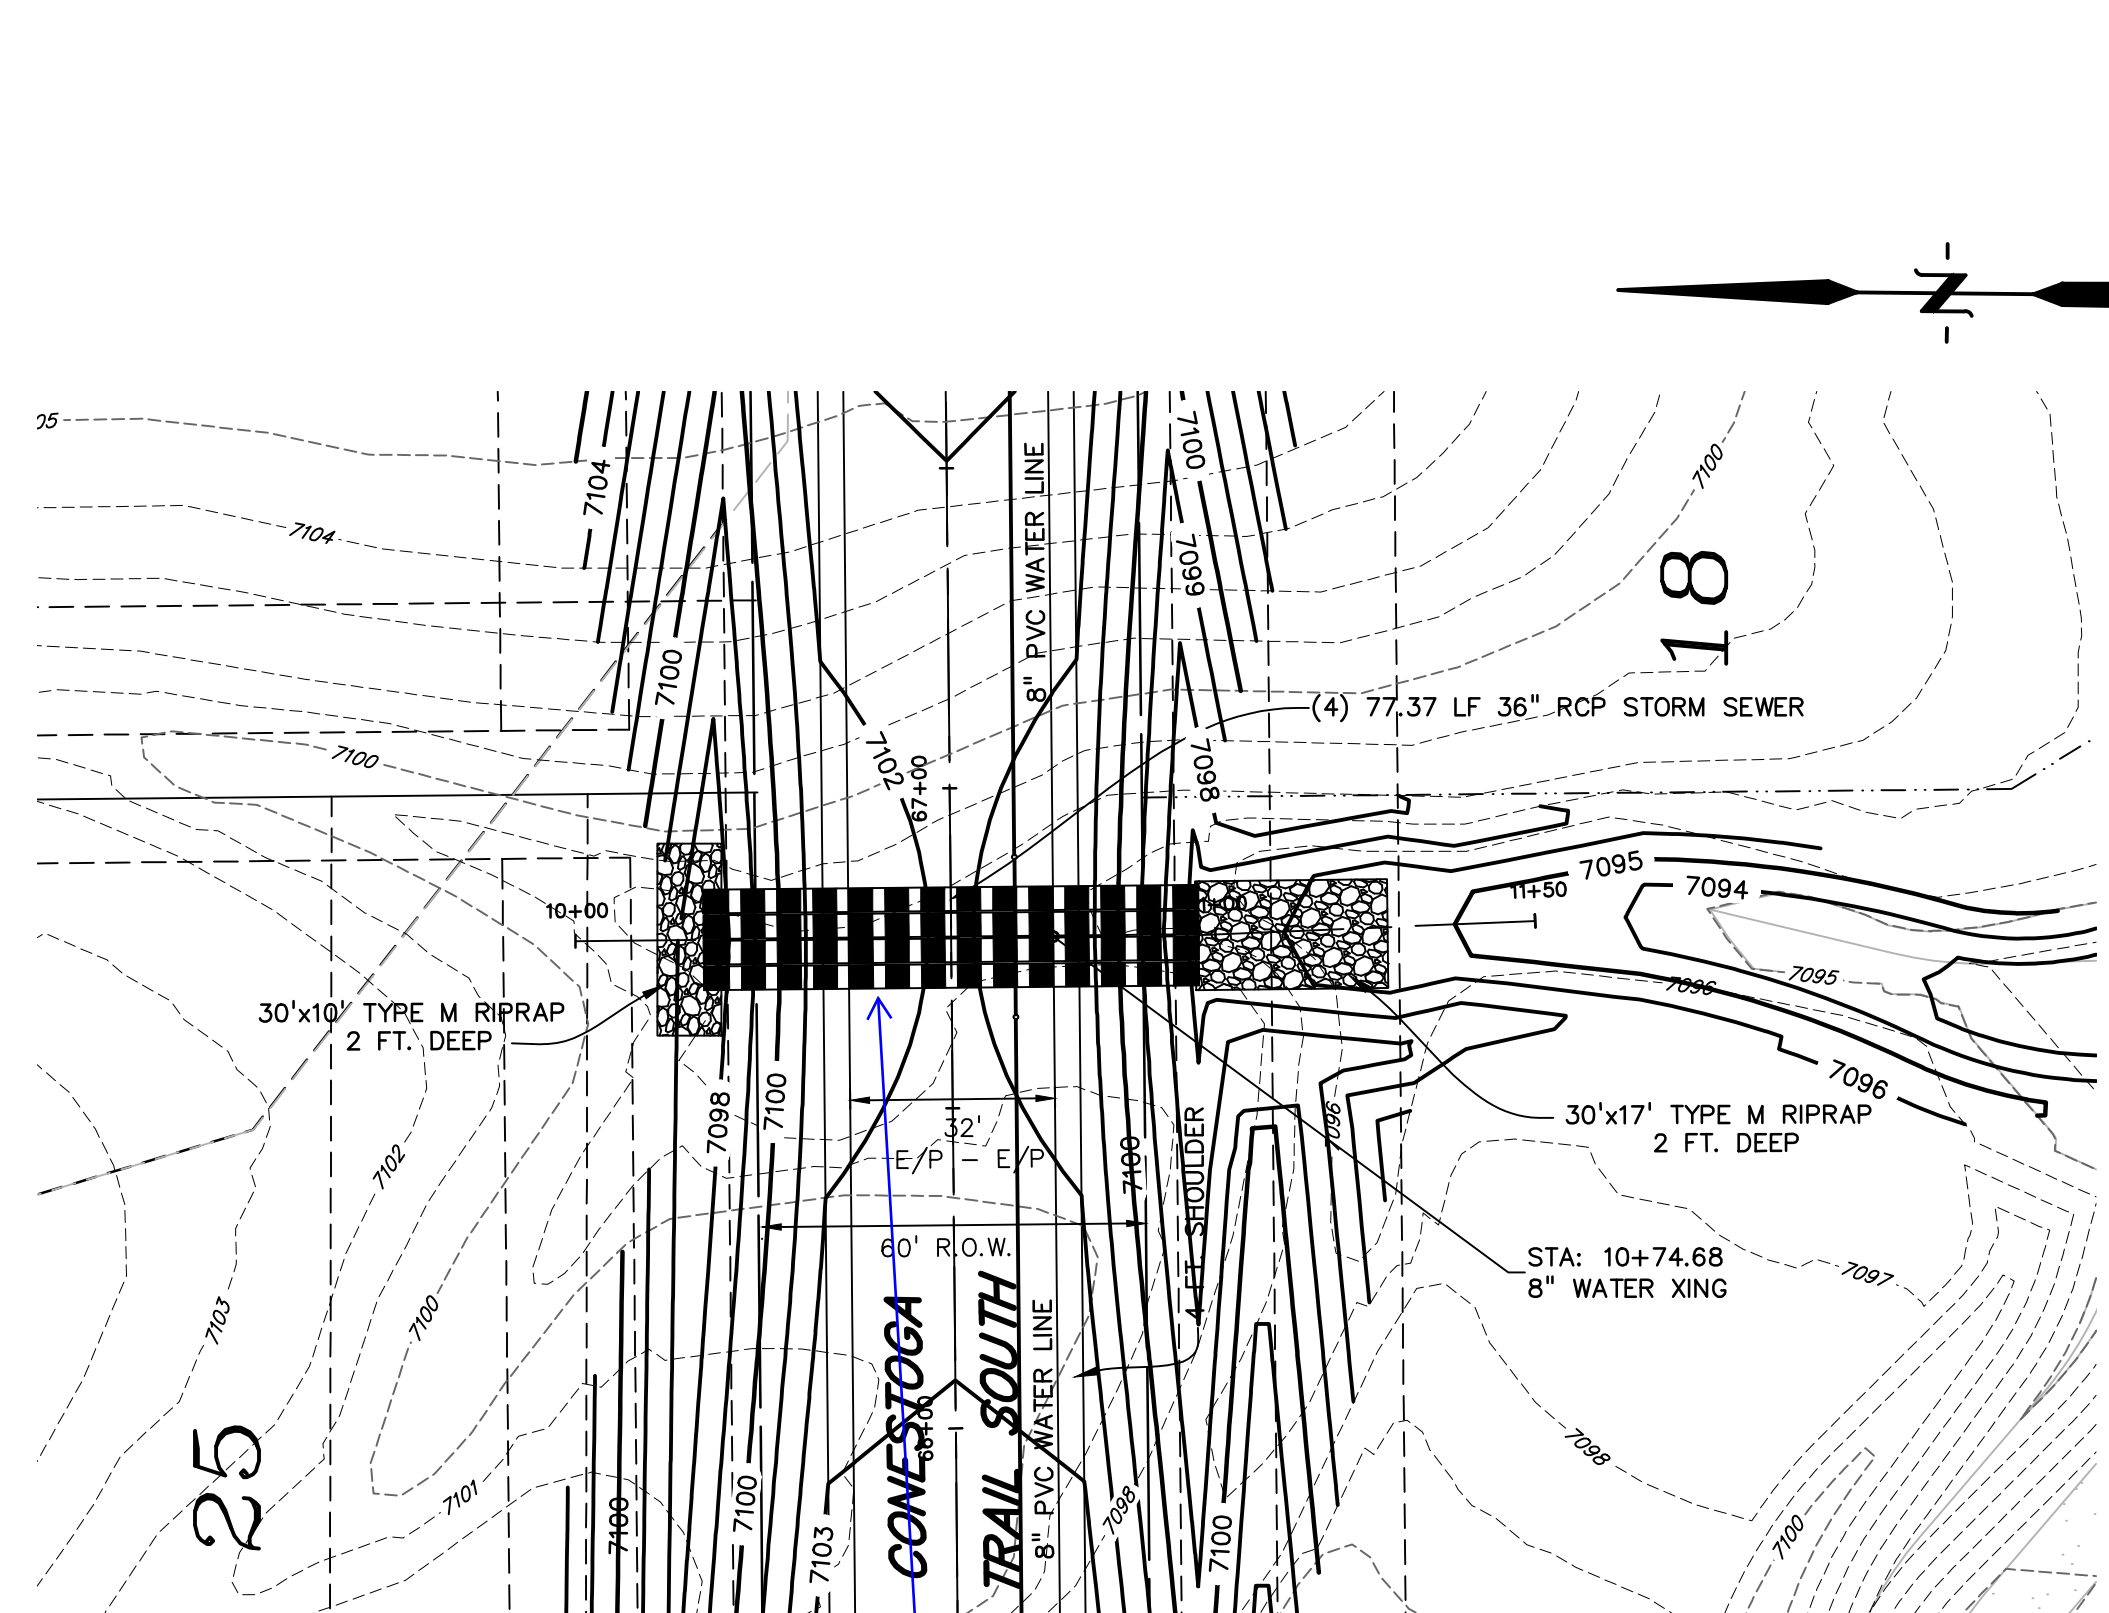 N
05
7104
7104
7100
7099
7100
18
7100
8" PVC WATER LINE
7100
7102
67+00
7098
(4) 77.37 LF 36" RCP STORM SEWER
7095
7094
10+00
11+50
7095
7096
30'x10' TYPE M RIPRAP
2 FT. DEEP
7098
7100
32'
E/P - E/P
7100
4 FT. SHOULDER
7096
7096
30'x17' TYPE M RIPRAP
2 FT. DEEP
7102
60' R.O.W.
STA: 10+74.68
8" WATER XING
7097
7103
7100
CONESTOGA
TRAIL SOUTH
8" PVC WATER LINE
68+00
25
7101
7100
7100
7103
7098
7100
7098
7100